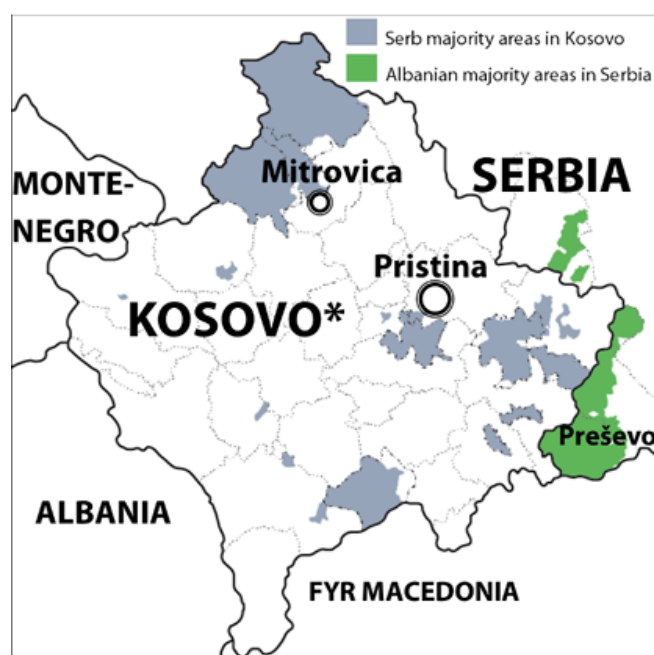 Serb majority areas in Kosovo
Albanian majority areas in Serbia
MONTE-
NEGRO
Mitrovica
SERBIA
Pristina
KOSOVO*
Preševo
ALBANIA
FYR MACEDONIA